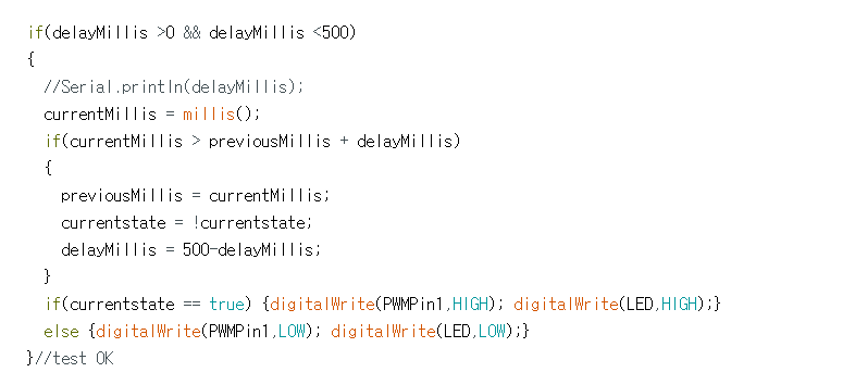 if(delayMillis >0 && delayMillis <500)
{
//Serial.println(delayMillis);
currentMillis = millis();
if(currentMillis > previousMillis + delayMillis)
{
previousMillis = currentMillis;
currentstate = !currentstate;
delayMillis = 500-delayMillis;
}
if(currentstate == true) {digitalWrite(PWMPin1,HIGH); digitalWrite(LED,HIGH);}
else {digitalWrite(PWMPin1,LOW); digitalWrite(LED,LOW);}
}//test OK